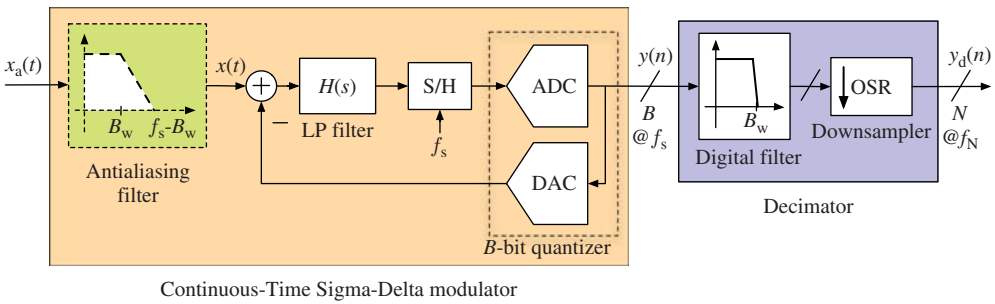 x_a(t)
B_w
f_s-B_w
Antialiasing
filter
x(t)
+
−
H(s)
LP filter
S/H
f_s
ADC
DAC
B-bit quantizer
y(n)
B
@f_s
B_w
Digital filter
OSR
Downsampler
y_d(n)
N
@f_N
Decimator
Continuous-Time Sigma-Delta modulator